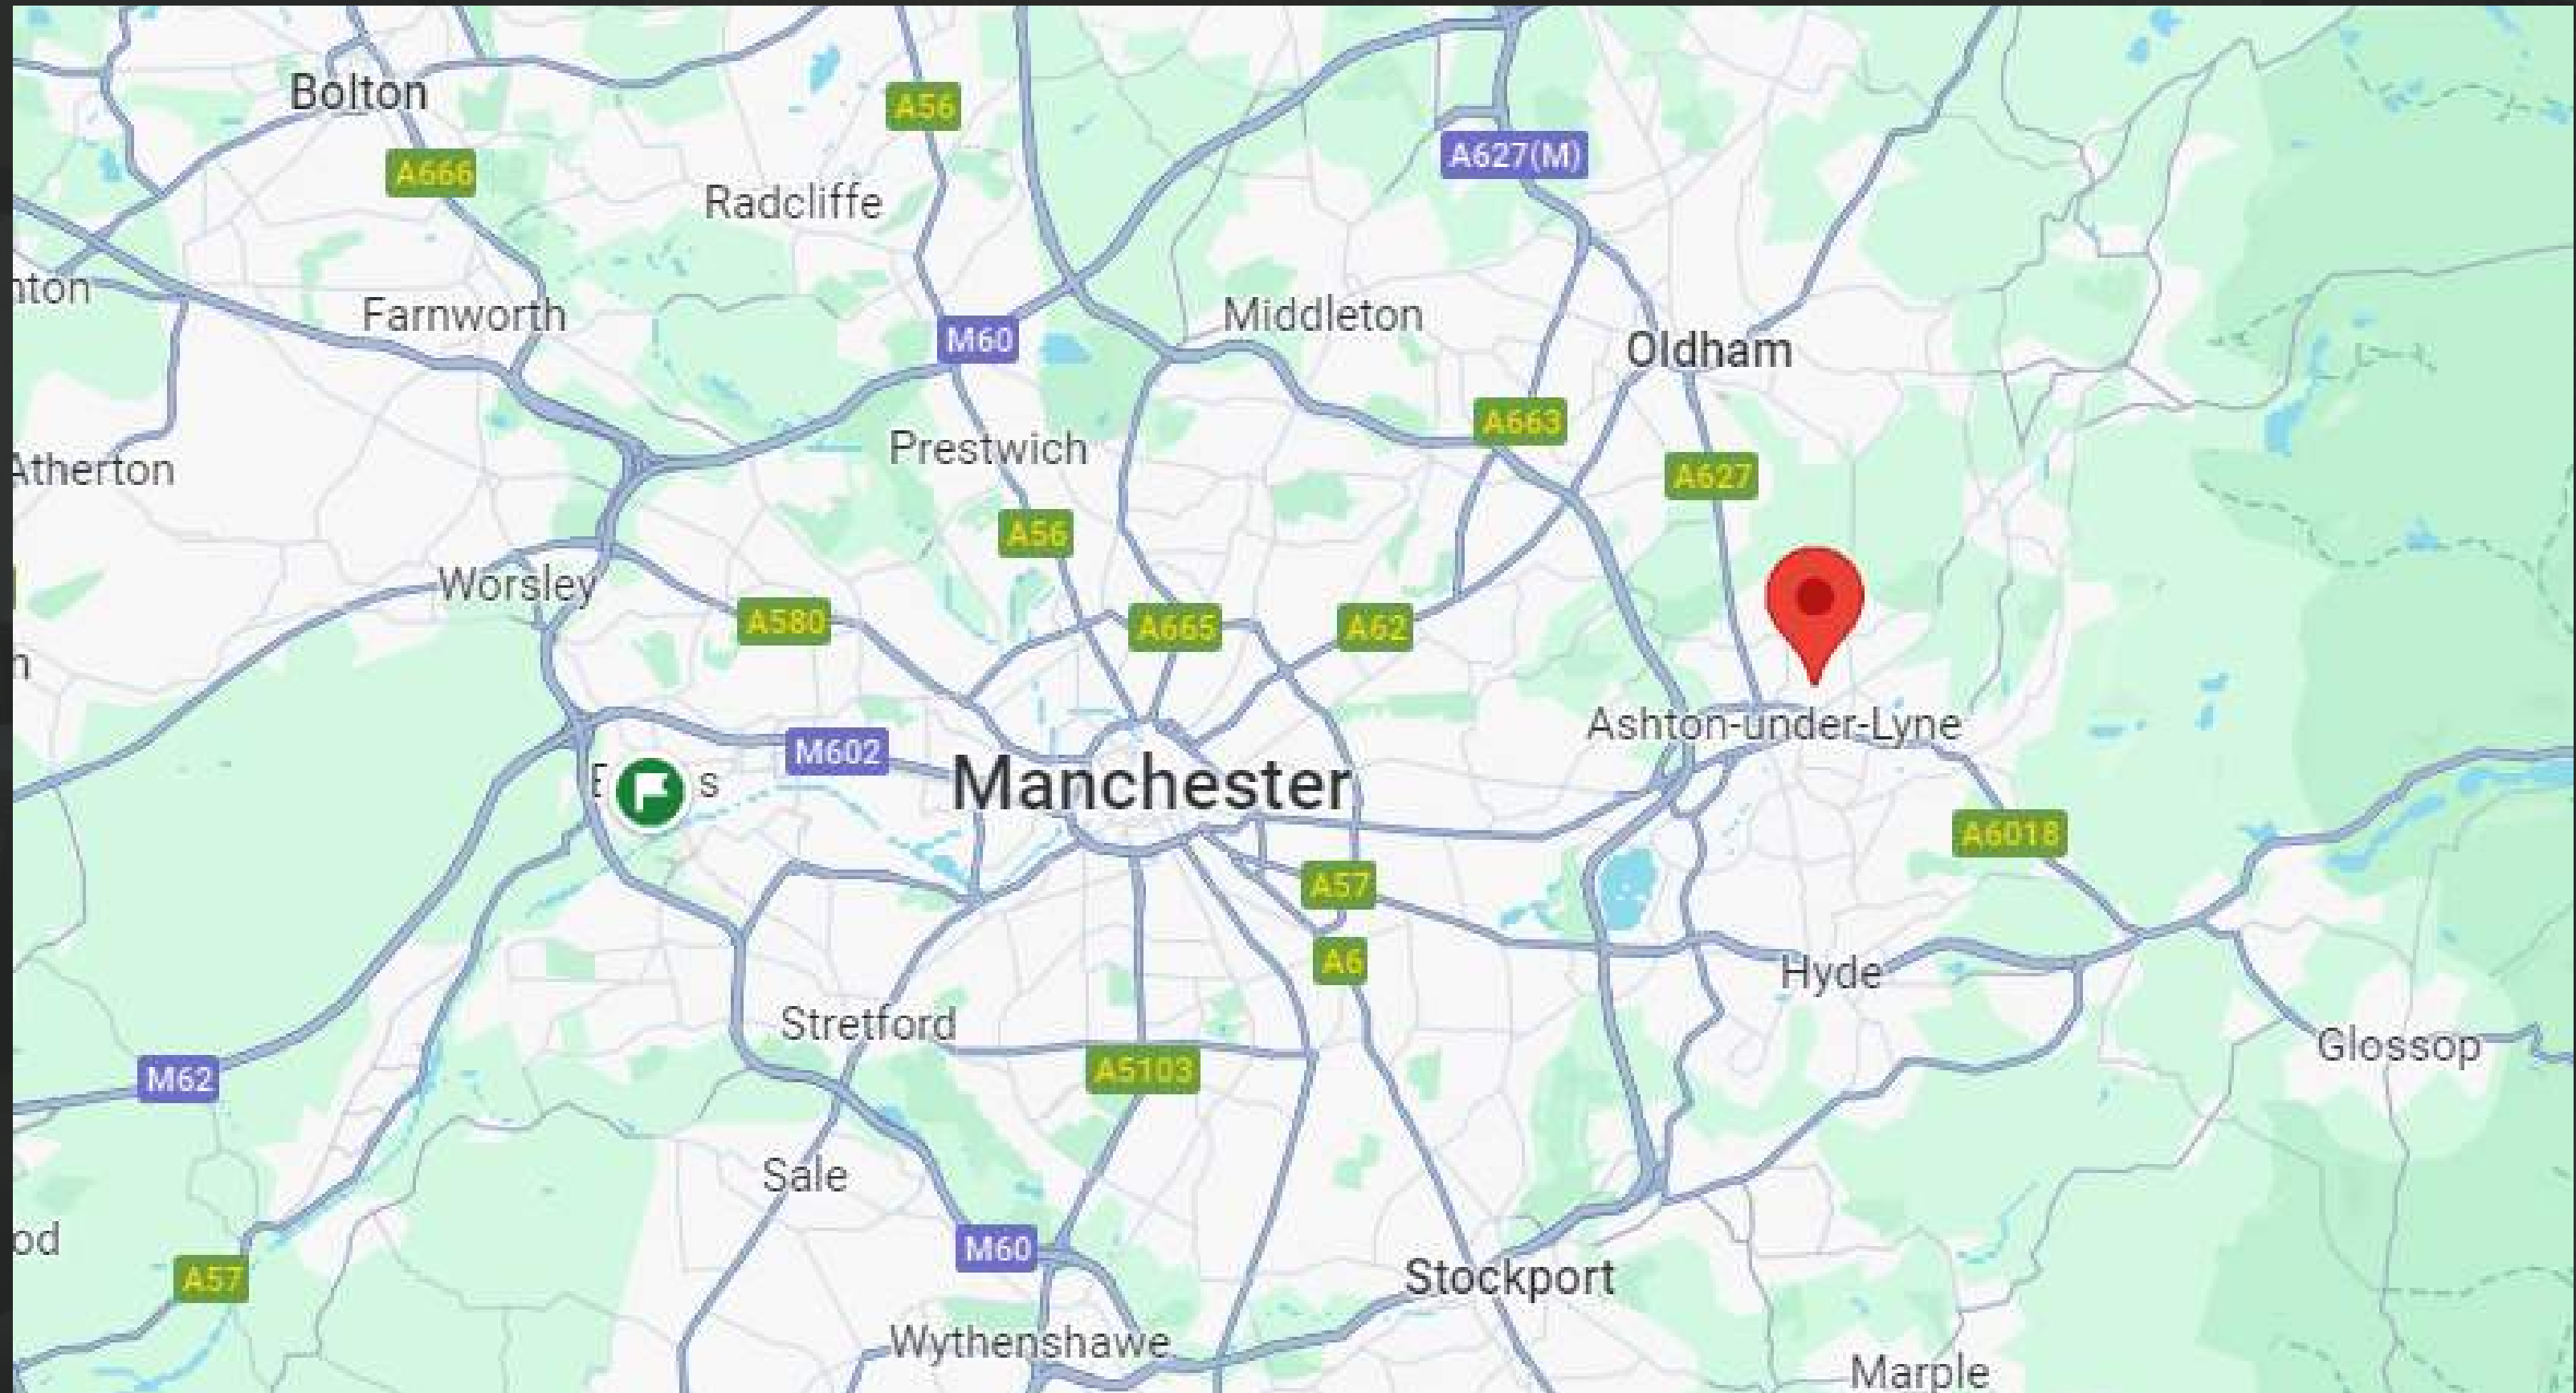 Bolton
A56
A627(M)
A666
Radcliffe
nton
Farnworth
M60
Middleton
Oldham
A663
Prestwich
Atherton
A627
A56
Worsley
A580
A665
A62
n
Ashton-under-Lyne
M602
E s
Manchester
A6018
A57
A6
Hyde
Stretford
Glossop
A5103
M62
Sale
od
M60
A57
Stockport
Wythenshawe
Marple